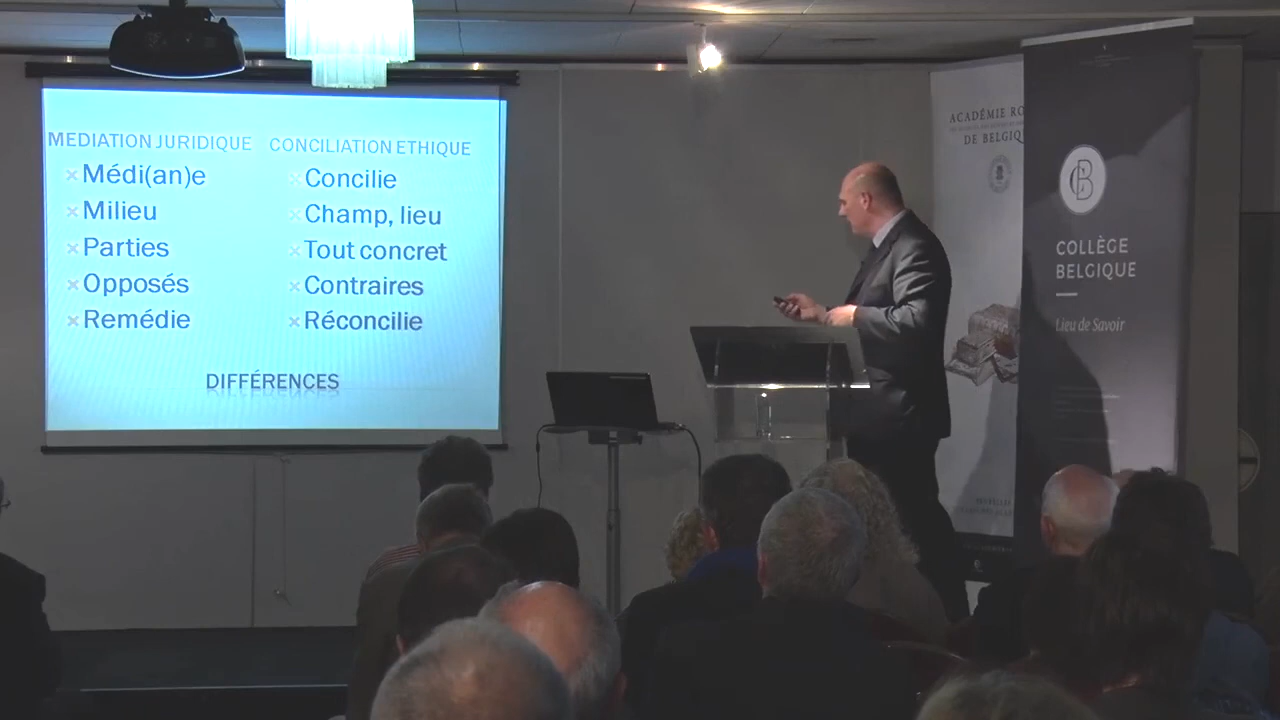 MEDIATION JURIDIQUE
Médi(an)e
Milieu
Parties
Opposés
Remédie
CONCILIATION ETHIQUE
Concilie
Champ, lieu
Tout concret
Contraires
Réconcilie
DIFFÉRENCES
ACADÉMIE RO
DE BELGIQU
CB
COLLÈGE
BELGIQUE
Lieu de Savoir